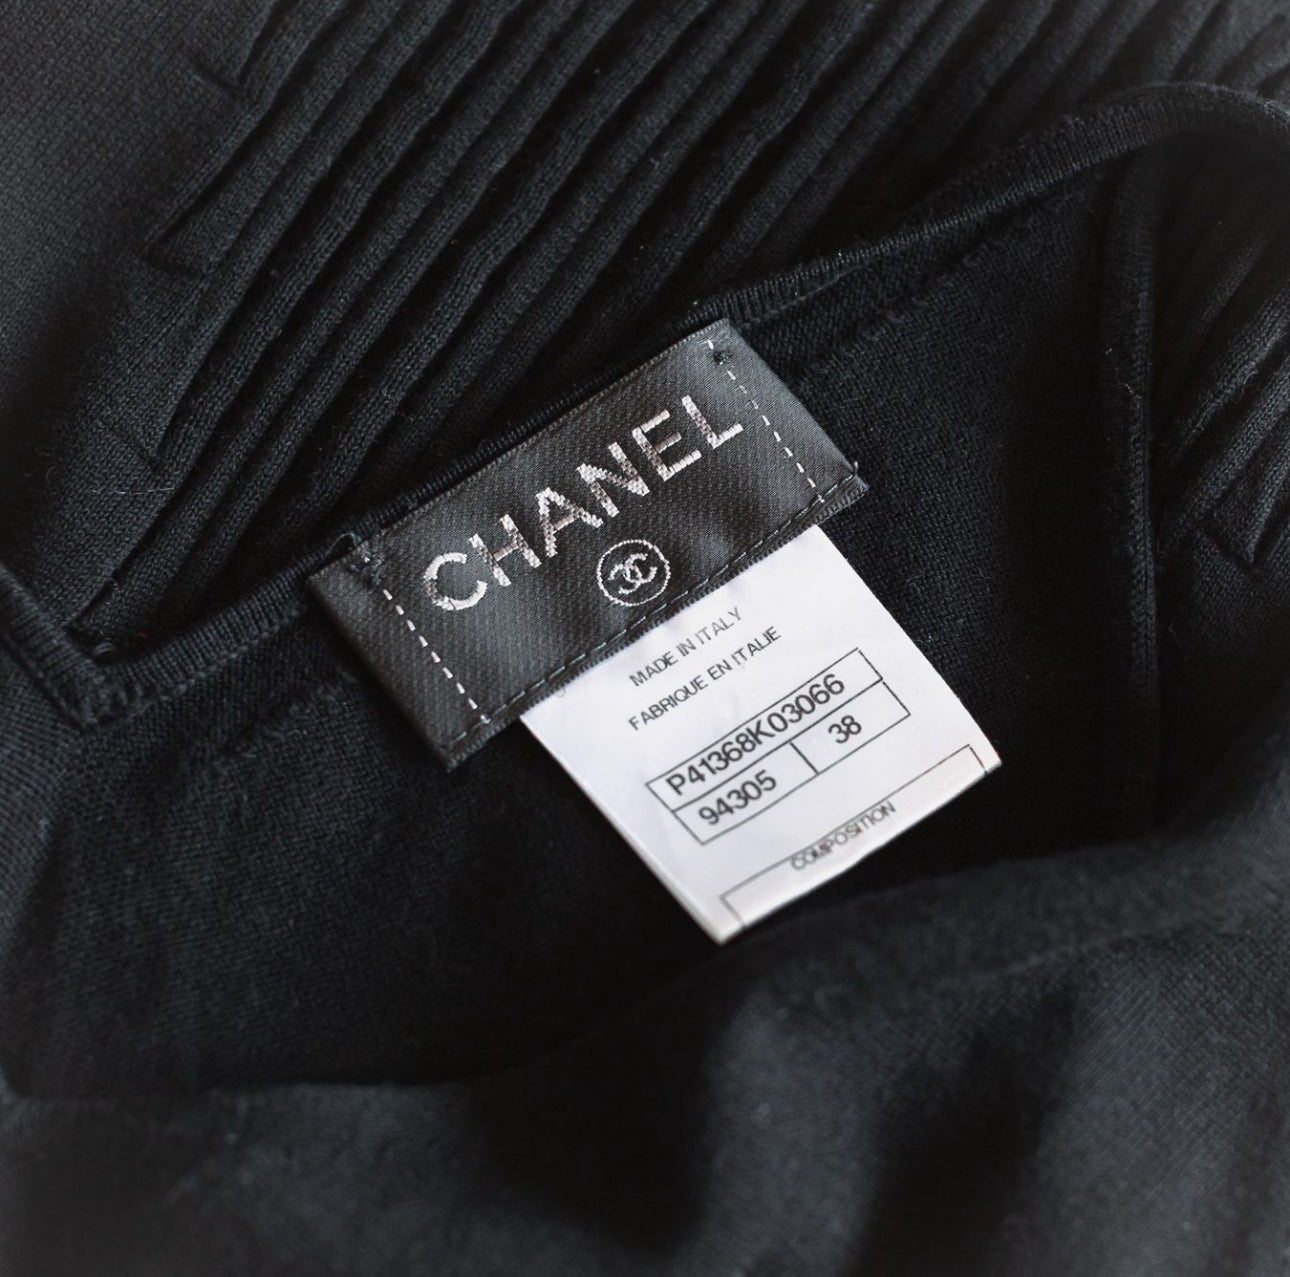 CHANEL
MADE IN ITALY
FABRIQUE EN ITALIE
P41368K03066
94305 38
COMPOSITION